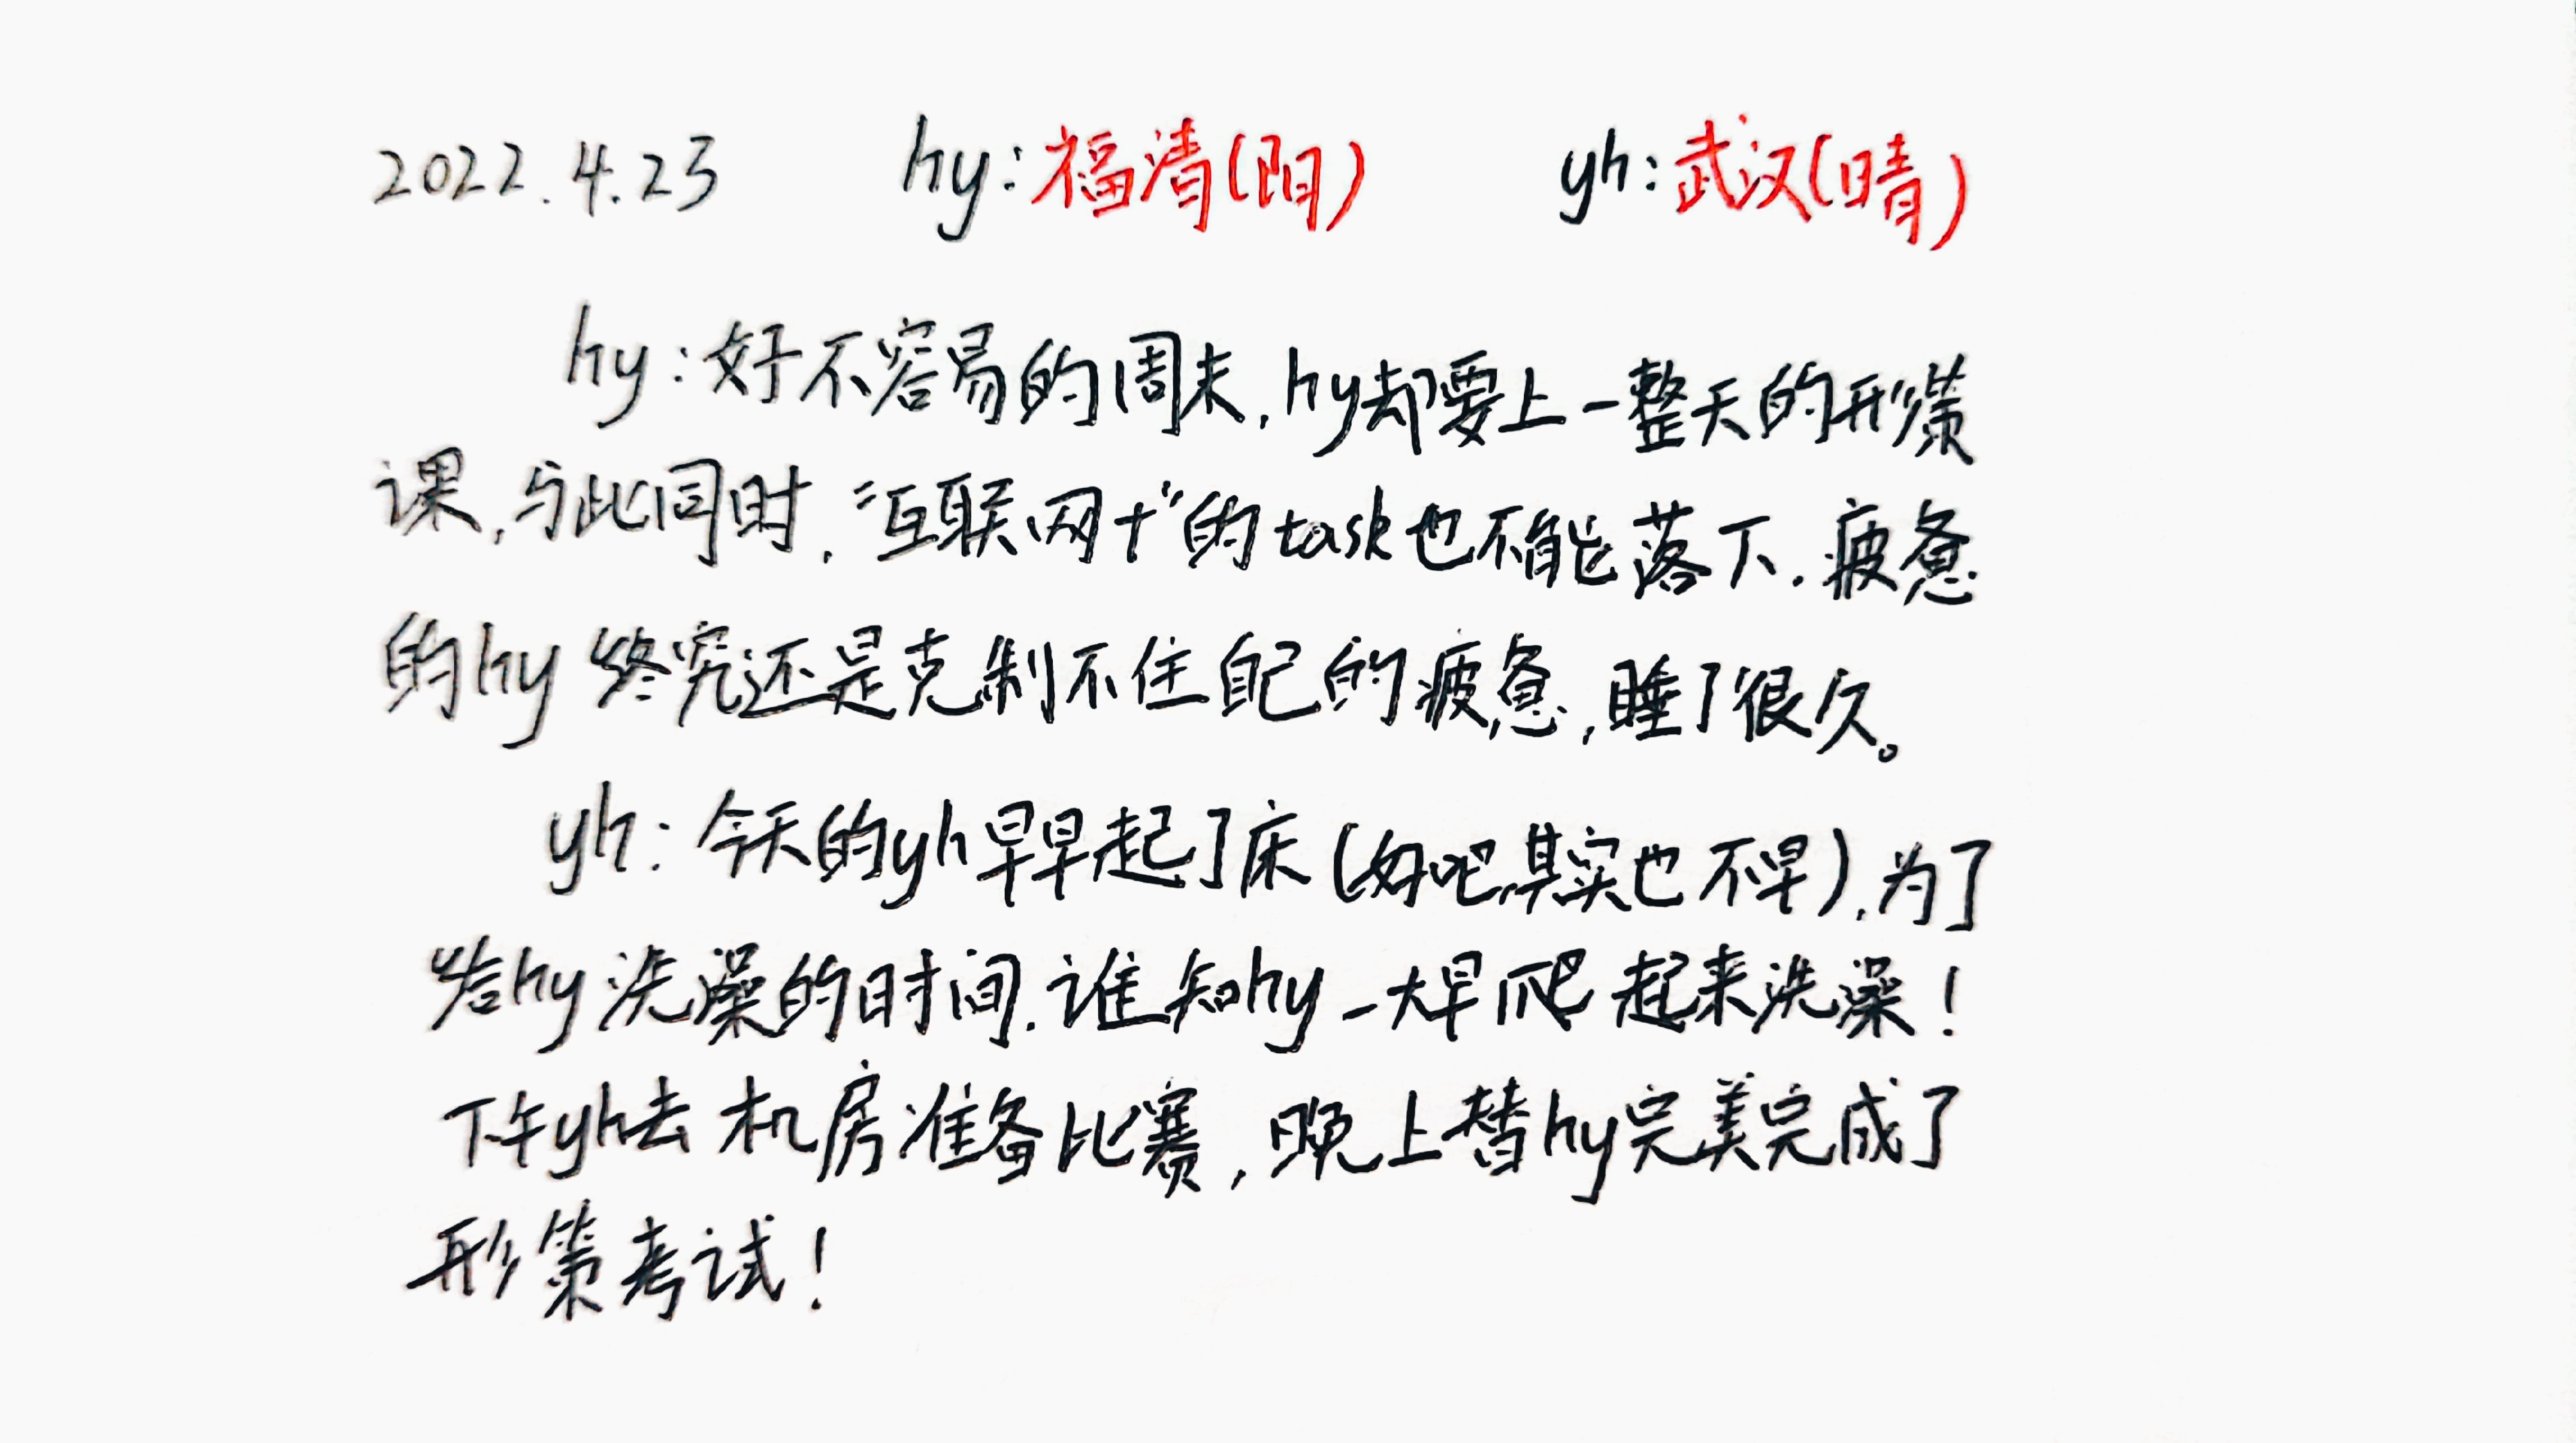 2022.4.23 hy:福清(阳) yh:武汉(晴)
hy:好不容易的周末,hy却要上一整天的形策
课,与此同时,“互联网+”的task也不能落下.疲惫
的hy终究还是克制不住自己的疲惫,睡了很久。
yh:今天的yh早早起了床(好吧,其实也不早),为了
给hy洗澡的时间.谁知hy一大早爬起来洗澡!
下午yh去机房准备比赛,晚上替hy完美完成了
形策考试!